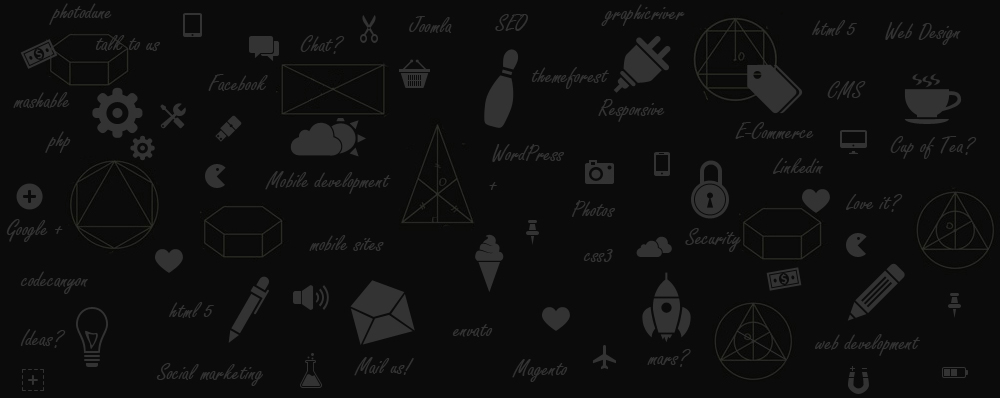 photodune
graphicriver
talk to us
Chat?
Joomla
SEO
html 5
Web Design
themeforest
Facebook
mashable
Responsive
CMS
php
E-Commerce
Cup of Tea?
WordPress
Linkedin
Mobile development
Photos
Love it?
Google +
mobile sites
Security
css3
codecanyon
html 5
envato
Ideas?
web development
mars?
Social marketing
Mail us!
Magento